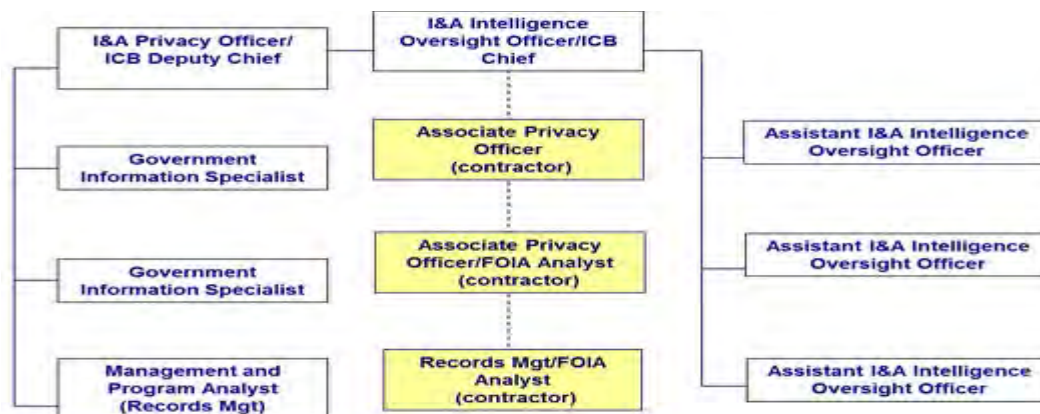 I&A Privacy Officer/
ICB Deputy Chief
I&A Intelligence
Oversight Officer/ICB
Chief
Associate Privacy
Officer
(contractor)
Assistant I&A Intelligence
Oversight Officer
Government
Information Specialist
Associate Privacy
Officer/FOIA Analyst
(contractor)
Assistant I&A Intelligence
Oversight Officer
Government
Information Specialist
Management and
Program Analyst
(Records Mgt)
Records Mgt/FOIA
Analyst
(contractor)
Assistant I&A Intelligence
Oversight Officer